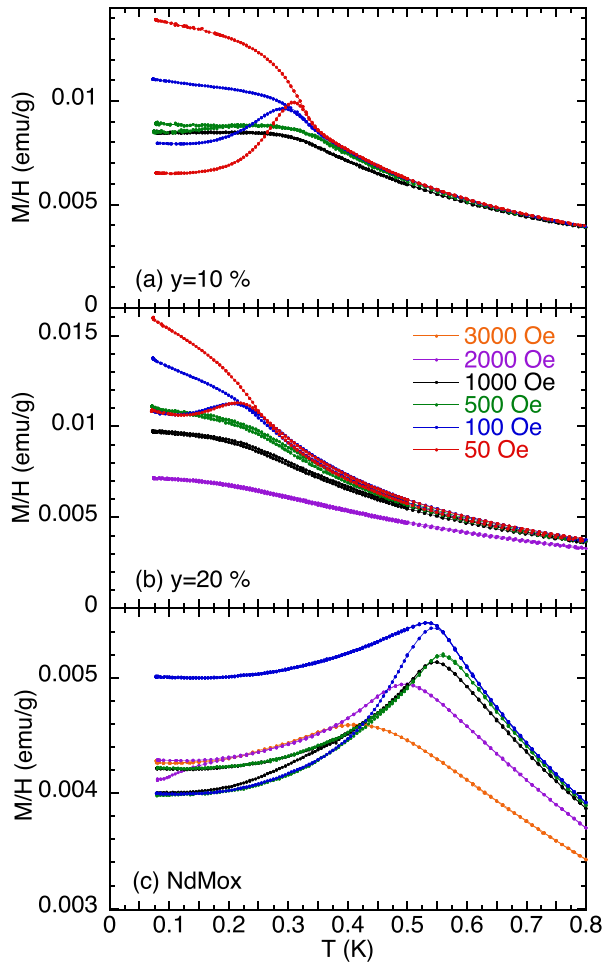 M/H (emu/g)
0.01
0.005
0
(a) y=10 %
M/H (emu/g)
0.015
0.01
0.005
0
3000 Oe
2000 Oe
1000 Oe
500 Oe
100 Oe
50 Oe
(b) y=20 %
M/H (emu/g)
0.005
0.004
0.003
(c) NdMox
0 0.1 0.2 0.3 0.4 0.5 0.6 0.7 0.8
T (K)